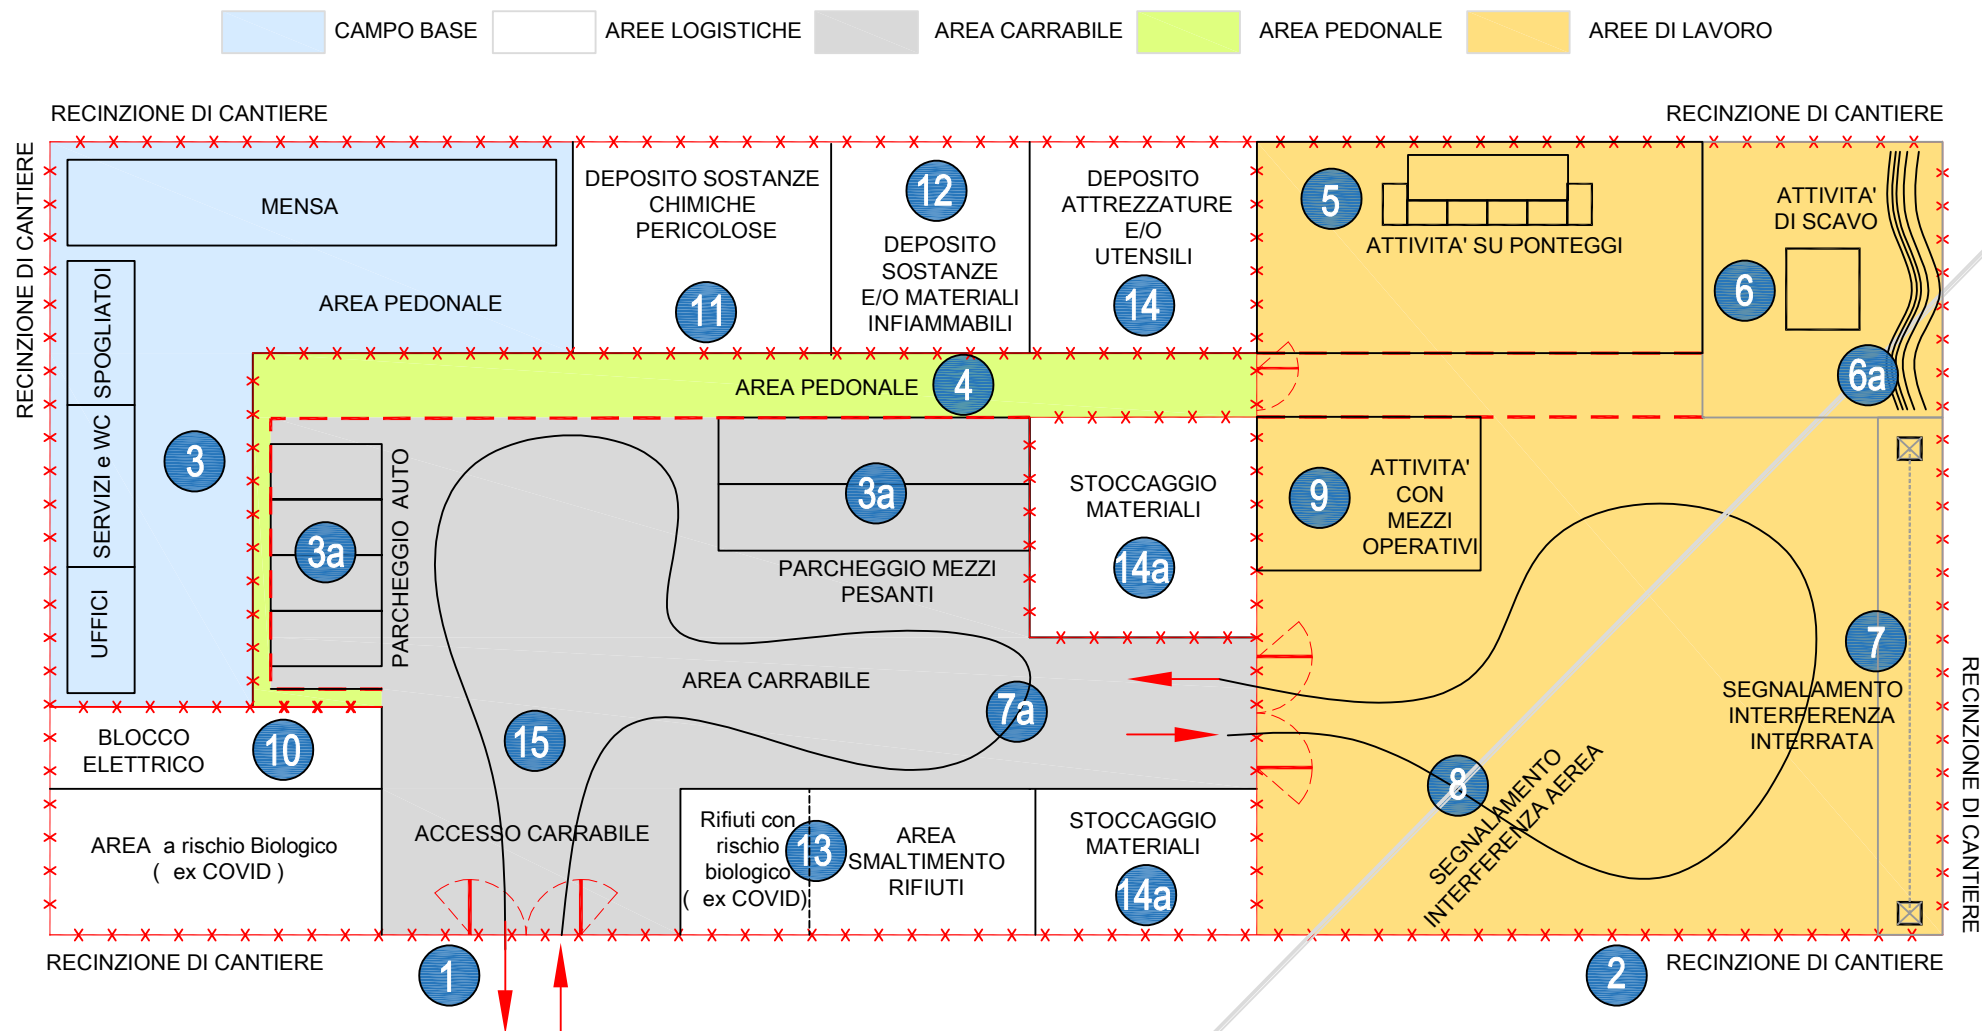 CAMPO BASE
AREE LOGISTICHE
AREA CARRABILE
AREA PEDONALE
AREE DI LAVORO
RECINZIONE DI CANTIERE
RECINZIONE DI CANTIERE
RECINZIONE DI CANTIERE
MENSA
SPOGLIATOI
SERVIZI e WC
UFFICI
AREA PEDONALE
3
DEPOSITO SOSTANZE
CHIMICHE
PERICOLOSE
11
12
DEPOSITO
SOSTANZE
E/O MATERIALI
INFIAMMABILI
DEPOSITO
ATTREZZATURE
E/O
UTENSILI
14
5
ATTIVITA' SU PONTEGGI
ATTIVITA'
DI SCAVO
6
6a
AREA PEDONALE
4
3a
PARCHEGGIO AUTO
3a
PARCHEGGIO MEZZI
PESANTI
STOCCAGGIO
MATERIALI
14a
9
ATTIVITA'
CON
MEZZI
OPERATIVI
7
SEGNALAMENTO
INTERFERENZA
INTERRATA
AREA CARRABILE
7a
15
8
SEGNALAMENTO
INTERFERENZA AEREA
BLOCCO
ELETTRICO
10
AREA a rischio Biologico
( ex COVID )
ACCESSO CARRABILE
Rifiuti con
rischio
biologico
( ex COVID)
13
AREA
SMALTIMENTO
RIFIUTI
STOCCAGGIO
MATERIALI
14a
RECINZIONE DI CANTIERE
RECINZIONE DI CANTIERE
1
2
RECINZIONE DI CANTIERE